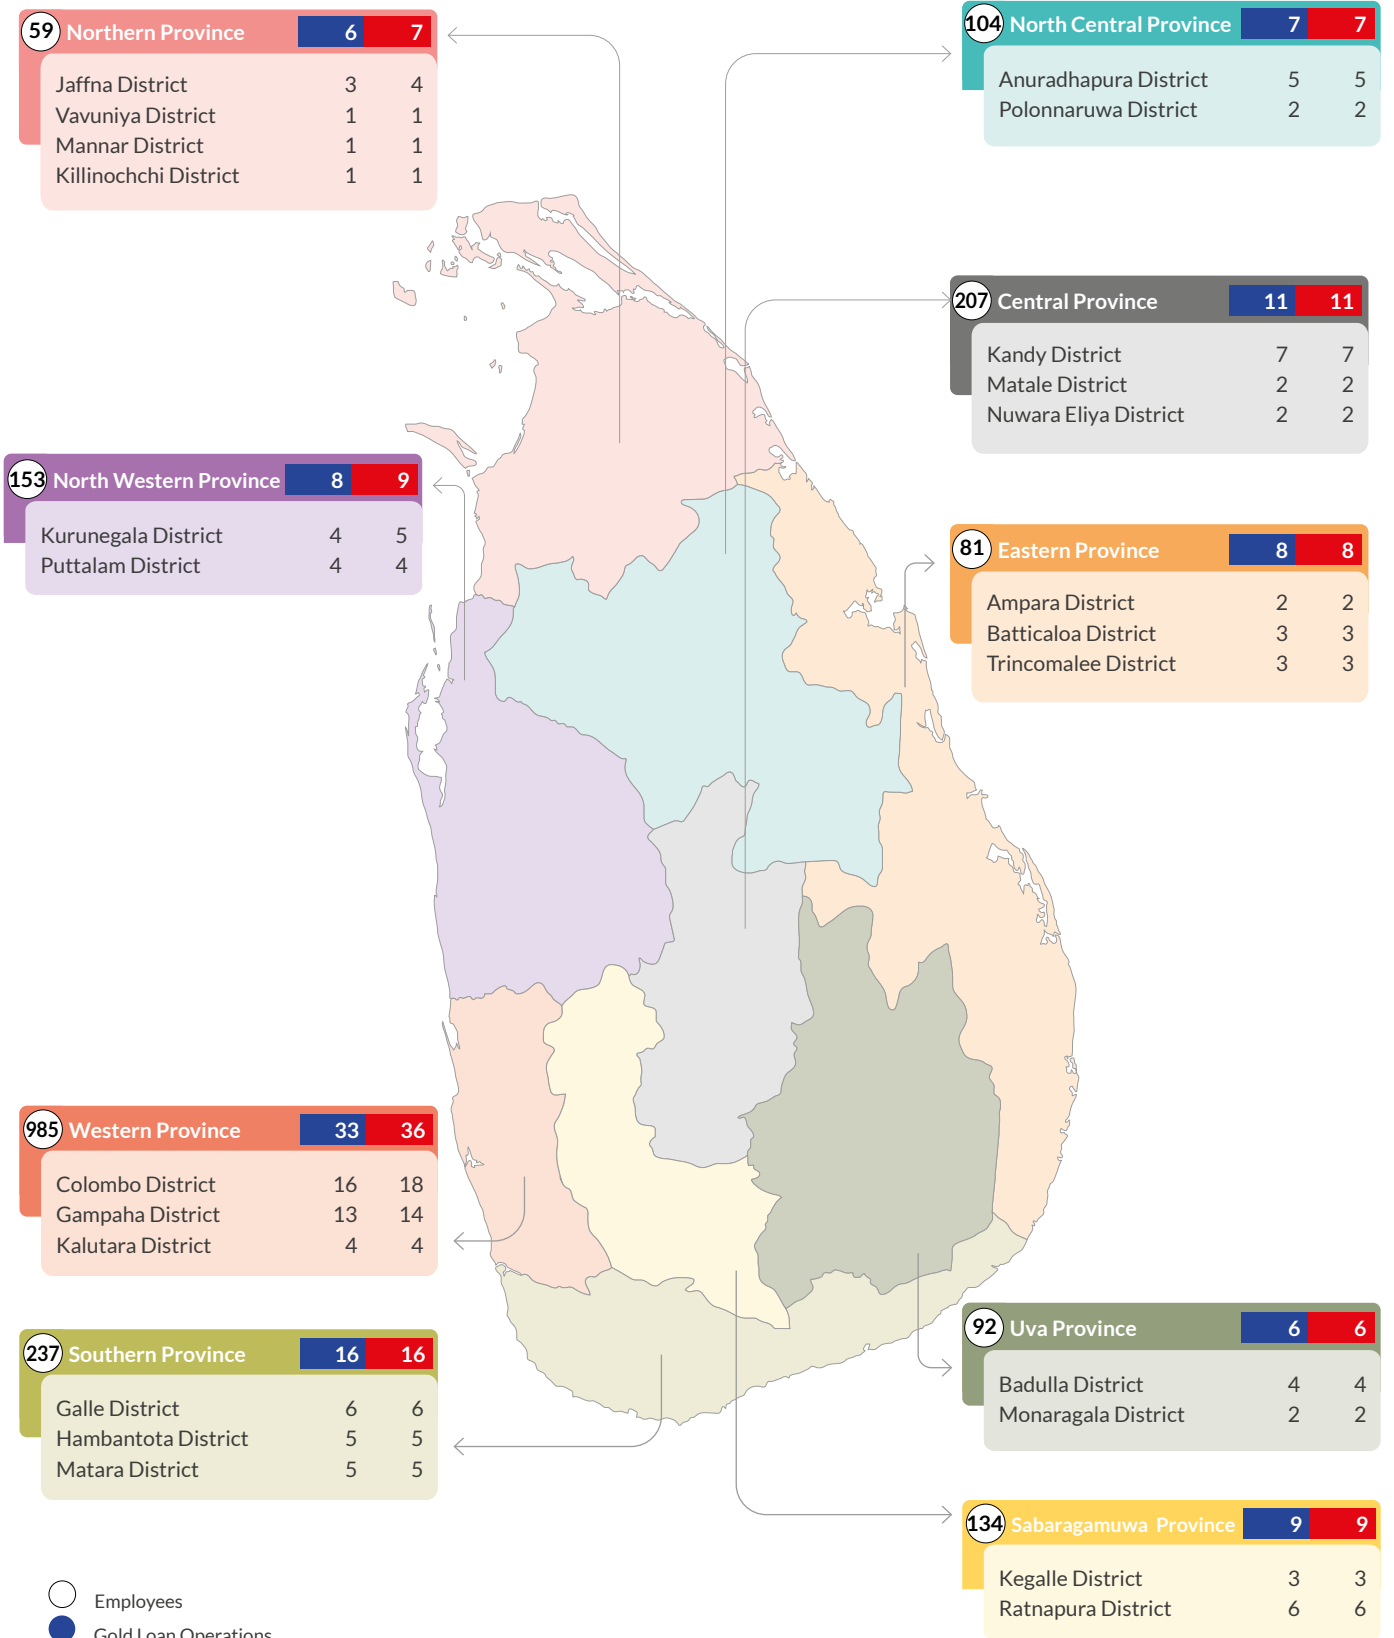 59 Northern Province 6 7
Jaffna District 3 4
Vavuniya District 1 1
Mannar District 1 1
Killinochchi District 1 1
104 North Central Province 7 7
Anuradhapura District 5 5
Polonnaruwa District 2 2
207 Central Province 11 11
Kandy District 7 7
Matale District 2 2
Nuwara Eliya District 2 2
153 North Western Province 8 9
Kurunegala District 4 5
Puttalam District 4 4
81 Eastern Province 8 8
Ampara District 2 2
Batticaloa District 3 3
Trincomalee District 3 3
985 Western Province 33 36
Colombo District 16 18
Gampaha District 13 14
Kalutara District 4 4
237 Southern Province 16 16
Galle District 6 6
Hambantota District 5 5
Matara District 5 5
92 Uva Province 6 6
Badulla District 4 4
Monaragala District 2 2
134 Sabaragamuwa Province 9 9
Kegalle District 3 3
Ratnapura District 6 6
Employees
Gold Loan Operations